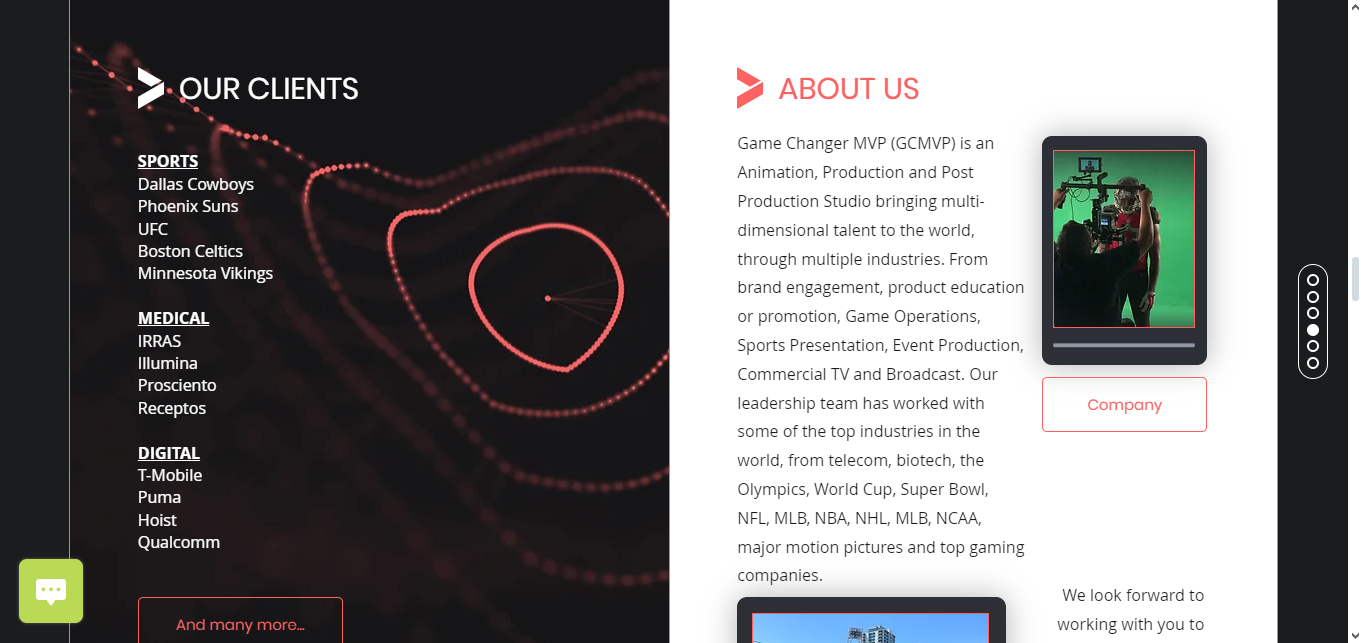 OUR CLIENTS
SPORTS
Dallas Cowboys
Phoenix Suns
UFC
Boston Celtics
Minnesota Vikings
MEDICAL
IRRAS
Illumina
Prosciento
Receptos
DIGITAL
T-Mobile
Puma
Hoist
Qualcomm
And many more...
ABOUT US
Game Changer MVP (GCMVP) is an
Animation, Production and Post
Production Studio bringing multi-
dimensional talent to the world,
through multiple industries. From
brand engagement, product education
or promotion, Game Operations,
Sports Presentation, Event Production,
Commercial TV and Broadcast. Our
leadership team has worked with
some of the top industries in the
world, from telecom, biotech, the
Olympics, World Cup, Super Bowl,
NFL, MLB, NBA, NHL, MLB, NCAA,
major motion pictures and top gaming
companies.
Company
We look forward to
working with you to